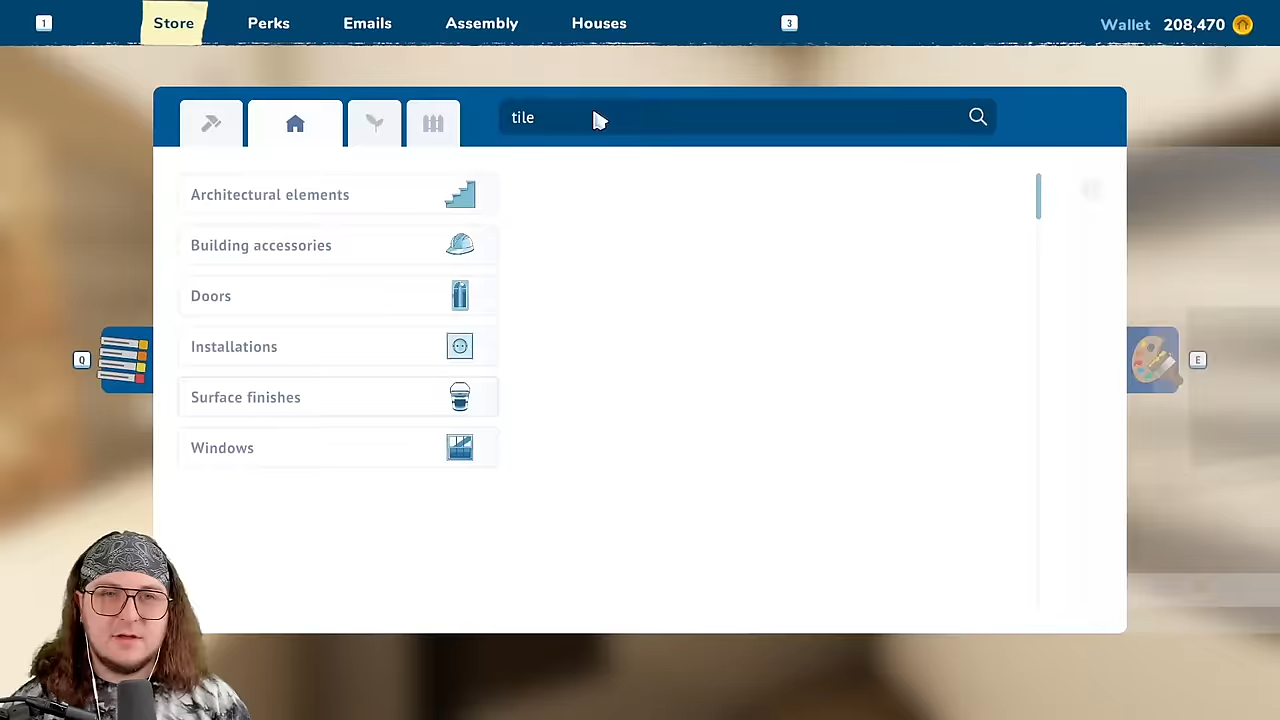 1
Store
Perks
Emails
Assembly
Houses
3
Wallet 208,470
tile
Architectural elements
Building accessories
Doors
Installations
Surface finishes
Windows
Q
E